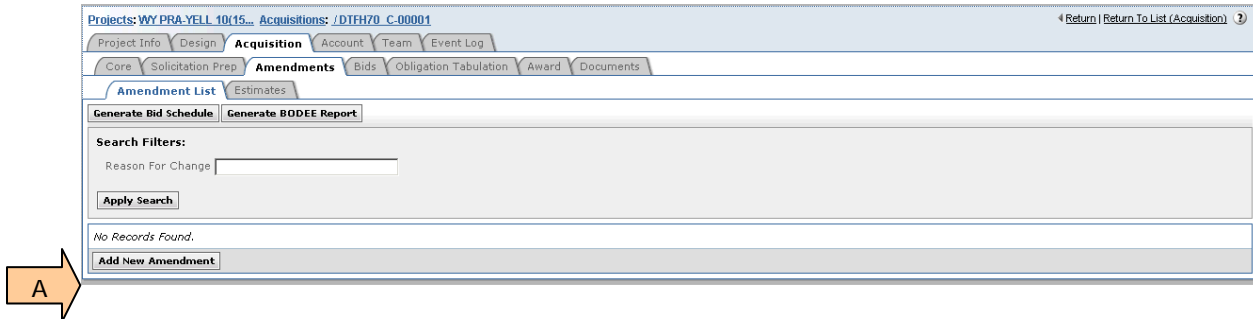 Projects: WY PRA-YELL 10(15... Acquisitions: /DTFH70 C-00001 Return | Return To List (Acquisition) ?
Project Info Design Acquisition Account Team Event Log
Core Solicitation Prep Amendments Bids Obligation Tabulation Award Documents
Amendment List Estimates
Generate Bid Schedule Generate BODEE Report
Search Filters:
Reason For Change
Apply Search
No Records Found.
Add New Amendment
A